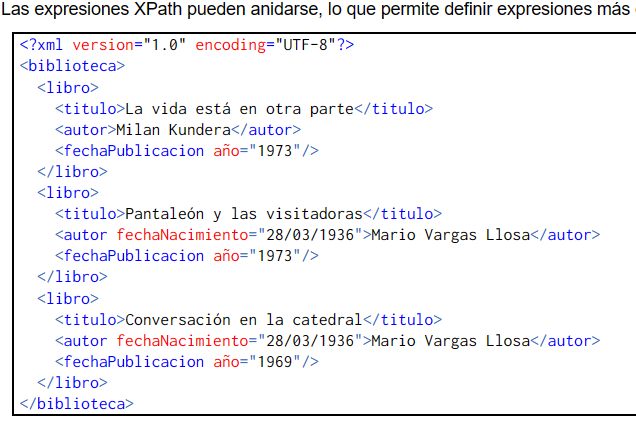 Las expresiones XPath pueden anidarse, lo que permite definir expresiones más
<?xml version="1.0" encoding="UTF-8"?>
<biblioteca>
  <libro>
    <titulo>La vida está en otra parte</titulo>
    <autor>Milan Kundera</autor>
    <fechaPublicacion año="1973"/>
  </libro>
  <libro>
    <titulo>Pantaleón y las visitadoras</titulo>
    <autor fechaNacimiento="28/03/1936">Mario Vargas Llosa</autor>
    <fechaPublicacion año="1973"/>
  </libro>
  <libro>
    <titulo>Conversación en la catedral</titulo>
    <autor fechaNacimiento="28/03/1936">Mario Vargas Llosa</autor>
    <fechaPublicacion año="1969"/>
  </libro>
</biblioteca>